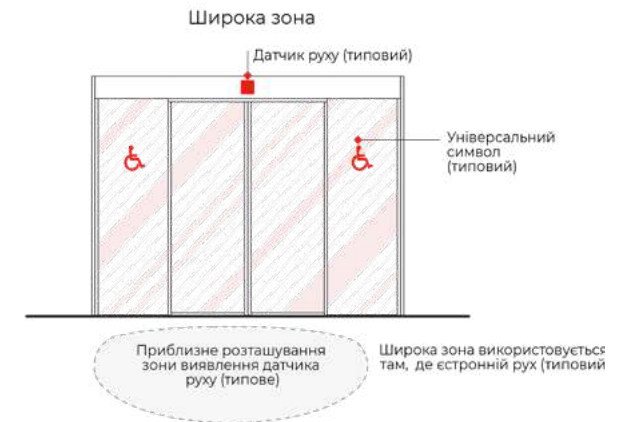 Широка зона
Датчик руху (типовий)
Універсальний
символ
(типовий)
Приблизне розташування
зони виявлення датчика
руху (типове)
Широка зона використовується
там, де єстронній рух (типовий